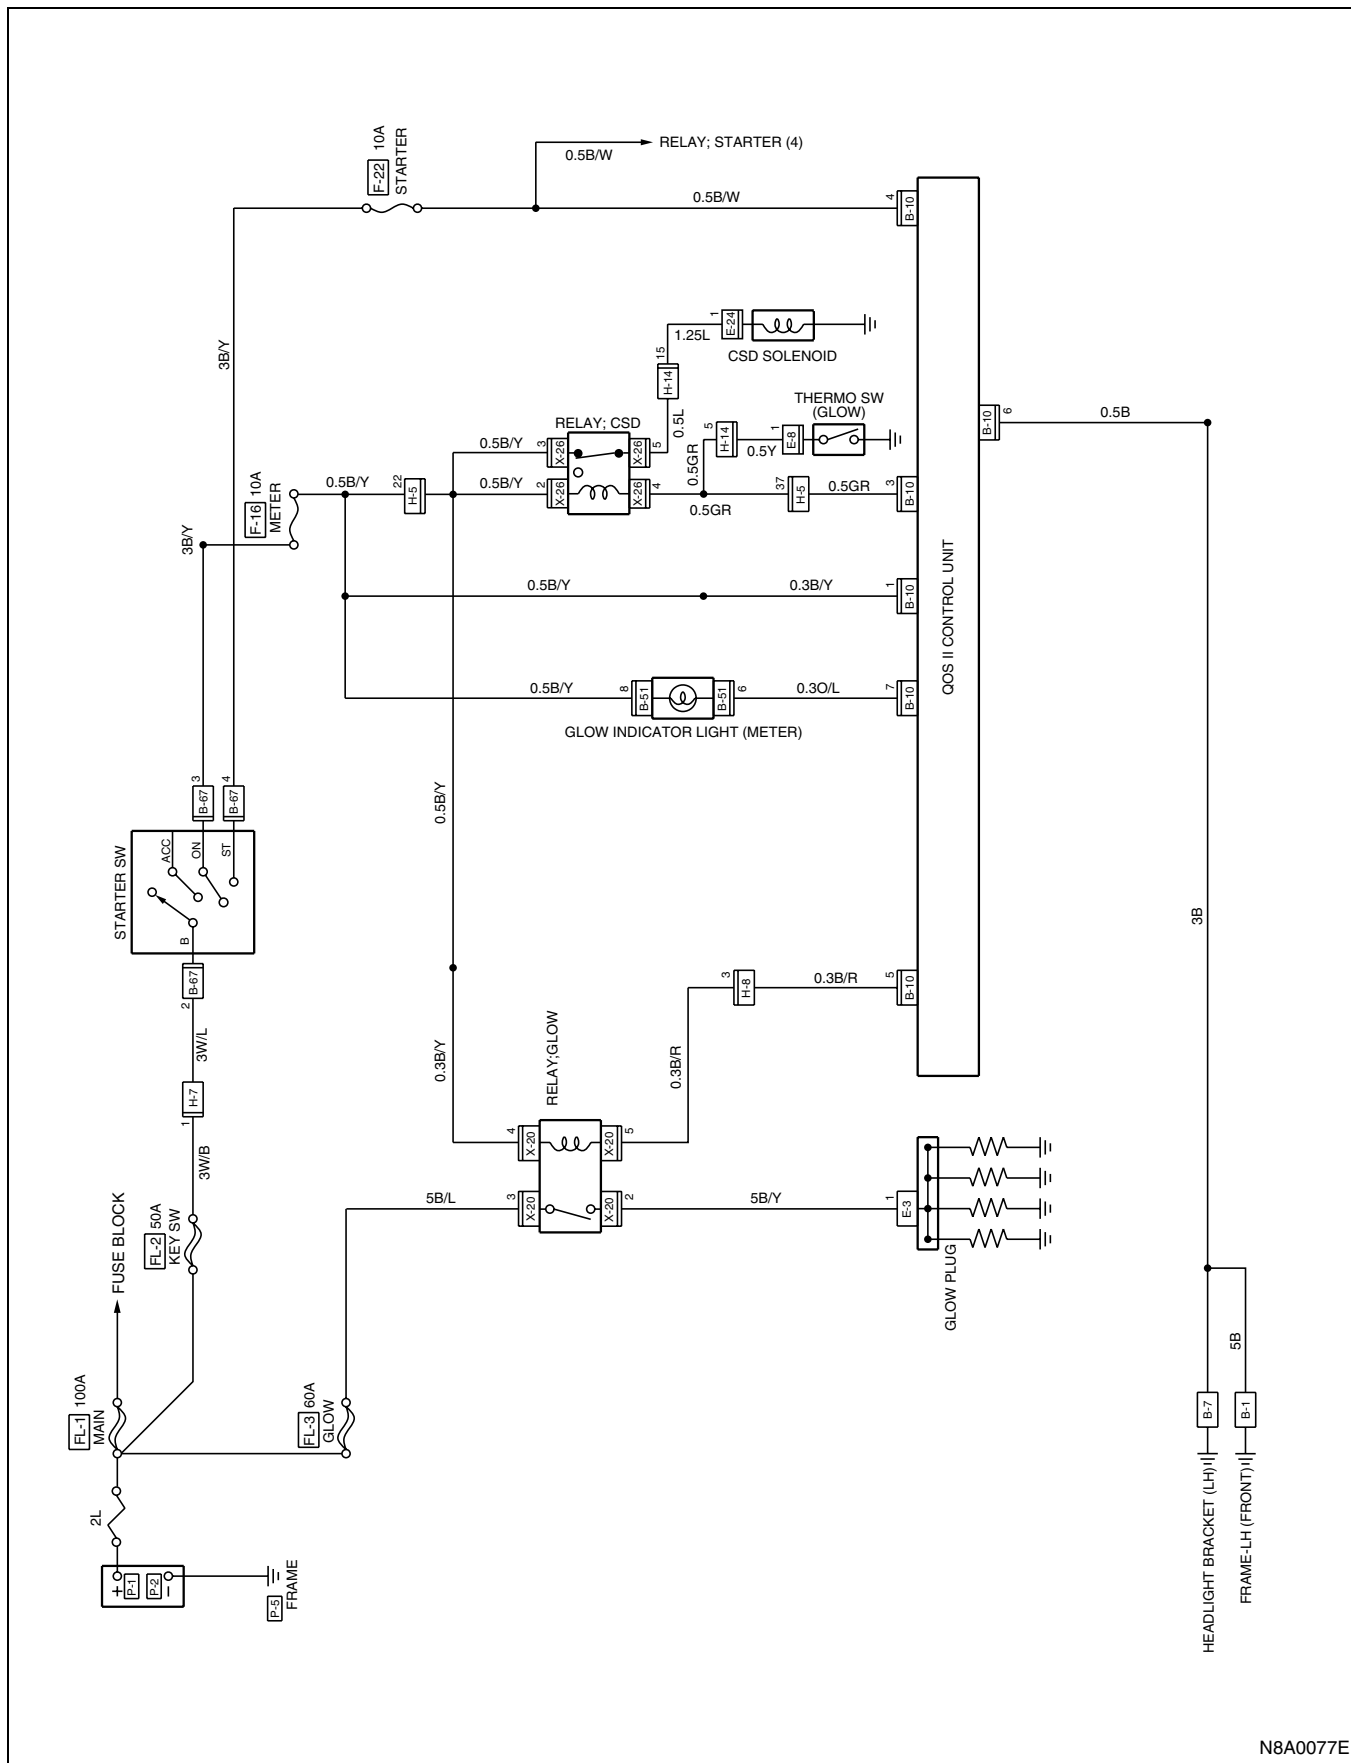 F-22 10A
STARTER
0.5B/W
RELAY; STARTER (4)
0.5B/W
4
B-10
3B/Y
1
E-24
1.25L
CSD SOLENOID
15
H-14
0.5L
THERMO SW
(GLOW)
RELAY; CSD
0.5B/Y
3
X-26
X-26
5
5
H-14
0.5Y
1
E-8
B-10
6
0.5B
0.5GR
F-16 10A
METER
0.5B/Y
22
H-5
0.5B/Y
2
X-26
X-26
4
0.5GR
37
H-5
0.5GR
3
B-10
3B/Y
0.5B/Y
0.3B/Y
1
B-10
QOS II CONTROL UNIT
0.5B/Y
8
B-51
B-51
6
0.3O/L
7
B-10
GLOW INDICATOR LIGHT (METER)
0.5B/Y
3
B-67
4
B-67
STARTER SW
ACC
ON
ST
B
B-67
2
3W/L
H-7
1
3W/B
3B
3
H-8
0.3B/R
5
B-10
0.3B/Y
RELAY;GLOW
0.3B/R
4
X-20
X-20
5
5B/L
3
X-20
X-20
2
5B/Y
1
E-3
GLOW PLUG
FUSE BLOCK
FL-2 50A
KEY SW
FL-1 100A
MAIN
FL-3 60A
GLOW
2L
+
P-1
P-2
−
P-5
FRAME
5B
B-7
B-1
HEADLIGHT BRACKET (LH)
FRAME-LH (FRONT)
N8A0077E